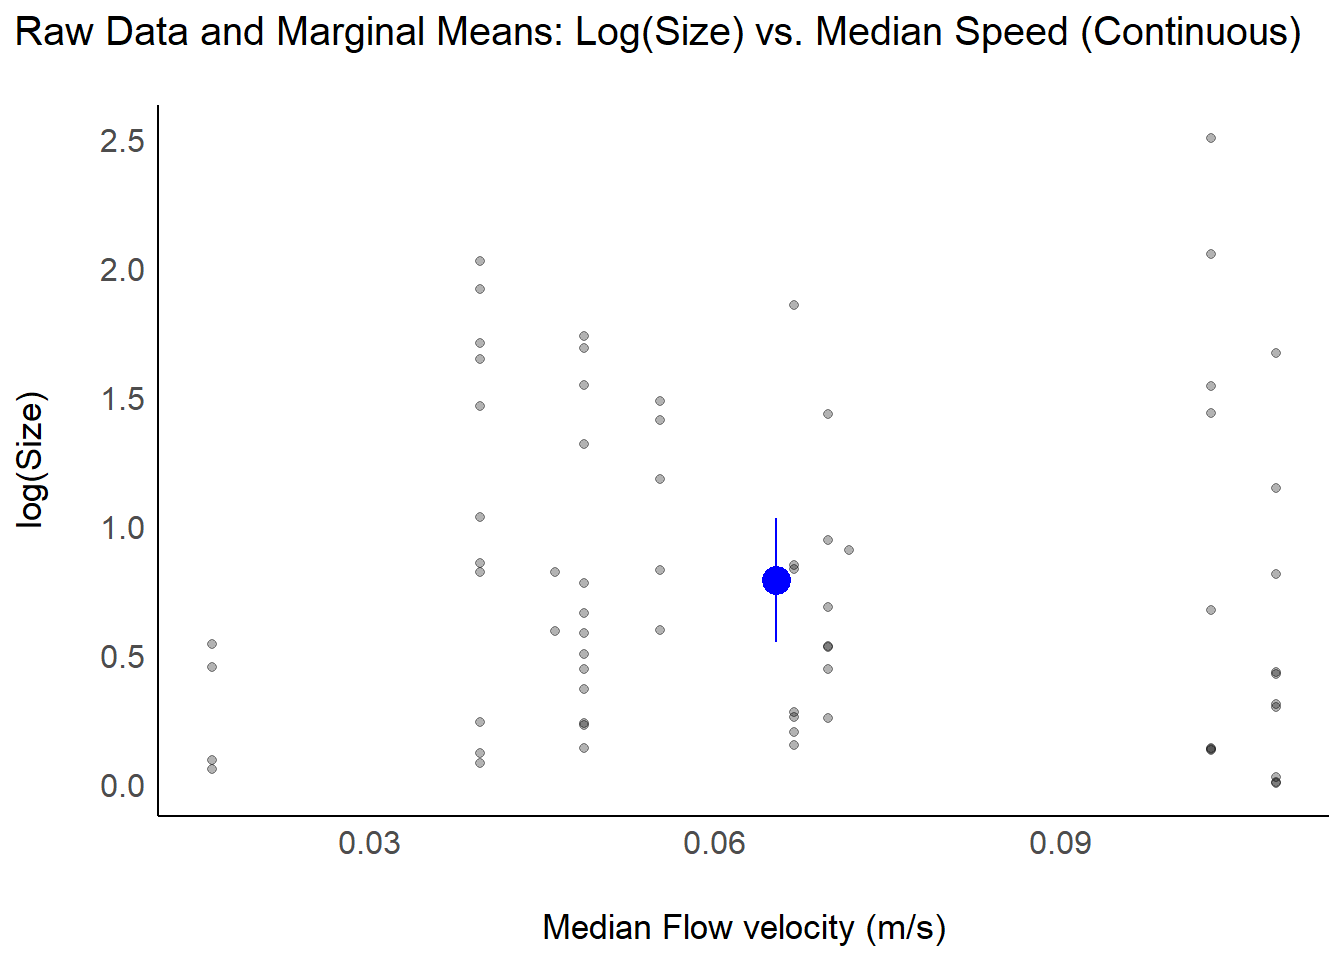 Raw Data and Marginal Means: Log(Size) vs. Median Speed (Continuous)
2.5
2.0
1.5
1.0
0.5
0.0
log(Size)
0.03 0.06 0.09
Median Flow velocity (m/s)